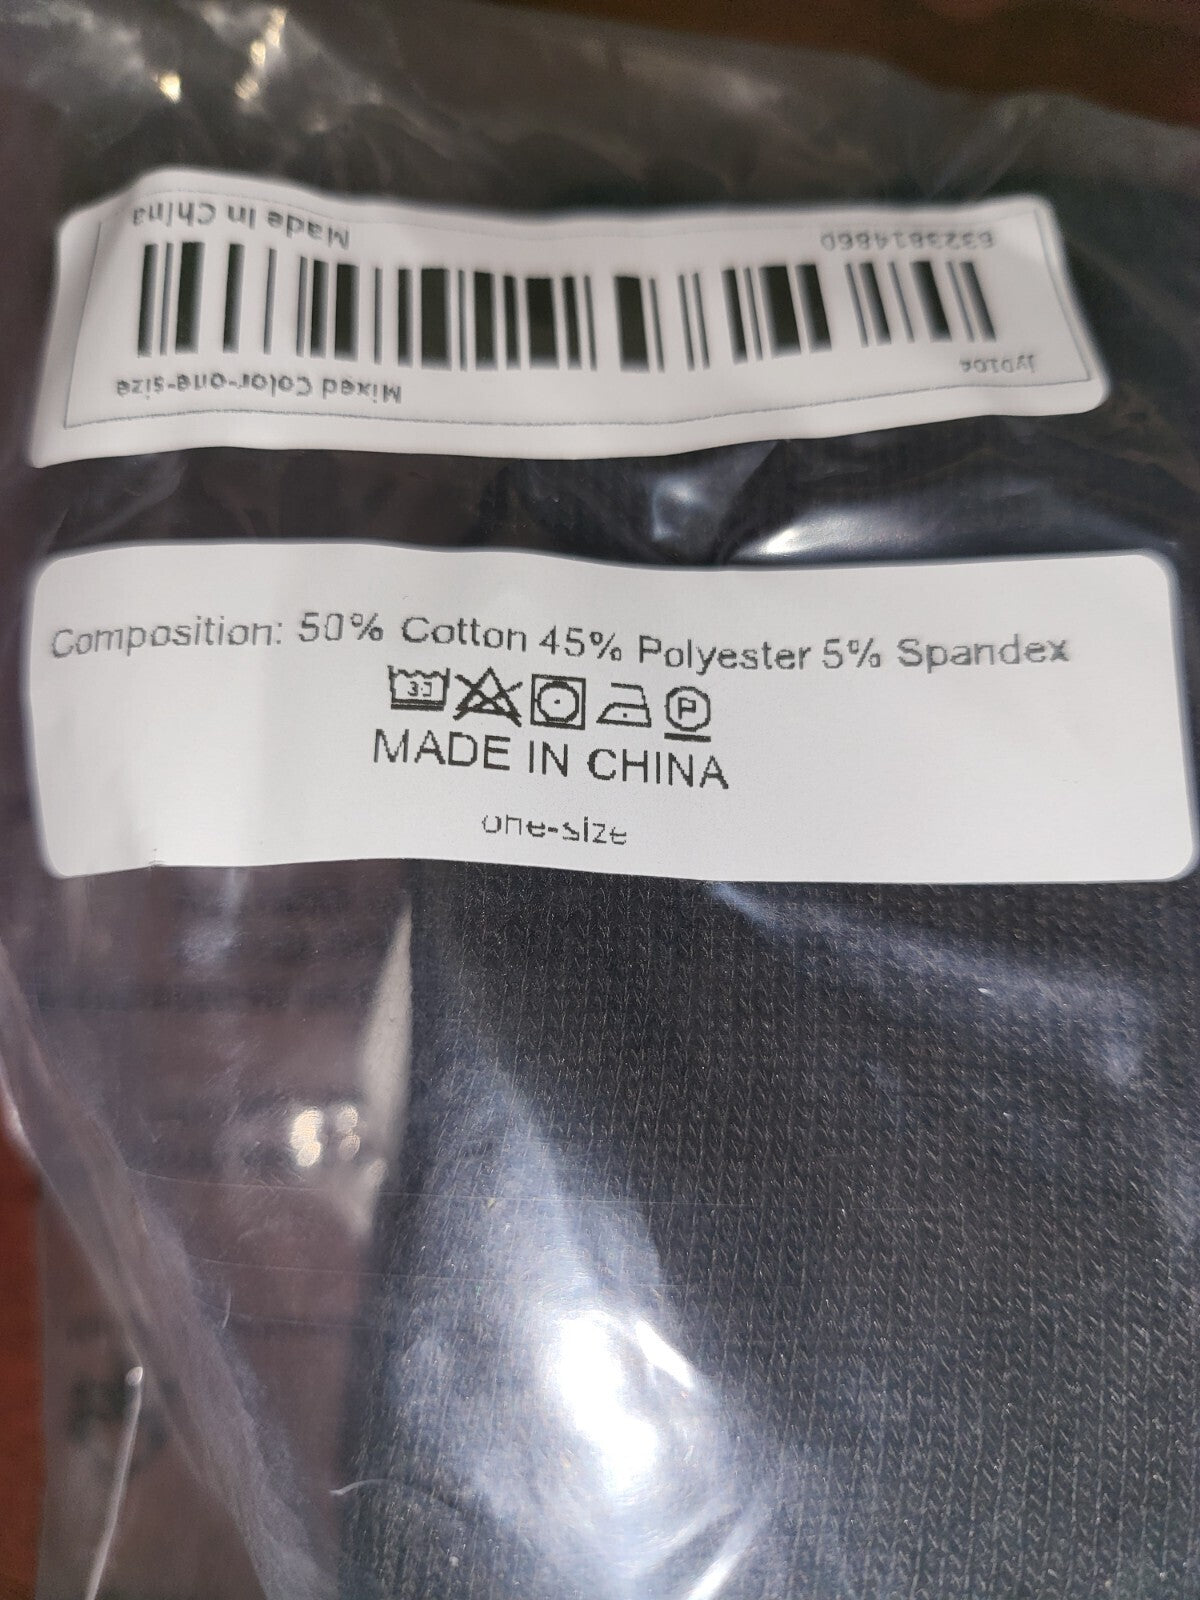 Made In China
6323814860
Mixed Color-one-size
Composition: 50% Cotton 45% Polyester 5% Spandex
30
P
MADE IN CHINA
one-size